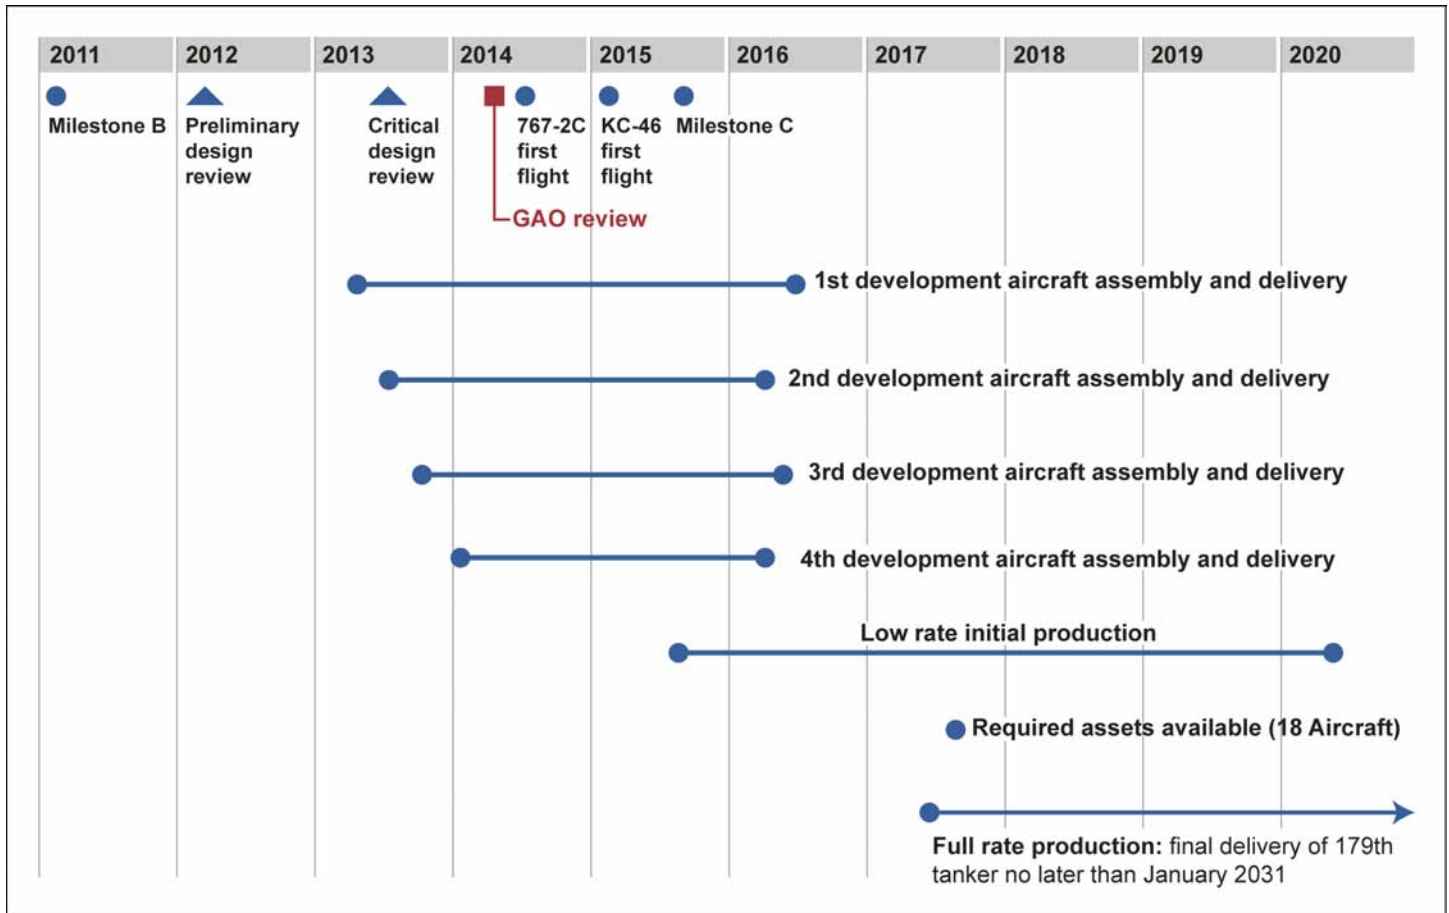 2011 2012 2013 2014 2015 2016 2017 2018 2019 2020
Milestone B
Preliminary
design
review
Critical
design
review
767-2C
first
flight
KC-46
first
flight
Milestone C
GAO review
1st development aircraft assembly and delivery
2nd development aircraft assembly and delivery
3rd development aircraft assembly and delivery
4th development aircraft assembly and delivery
Low rate initial production
Required assets available (18 Aircraft)
Full rate production: final delivery of 179th
tanker no later than January 2031